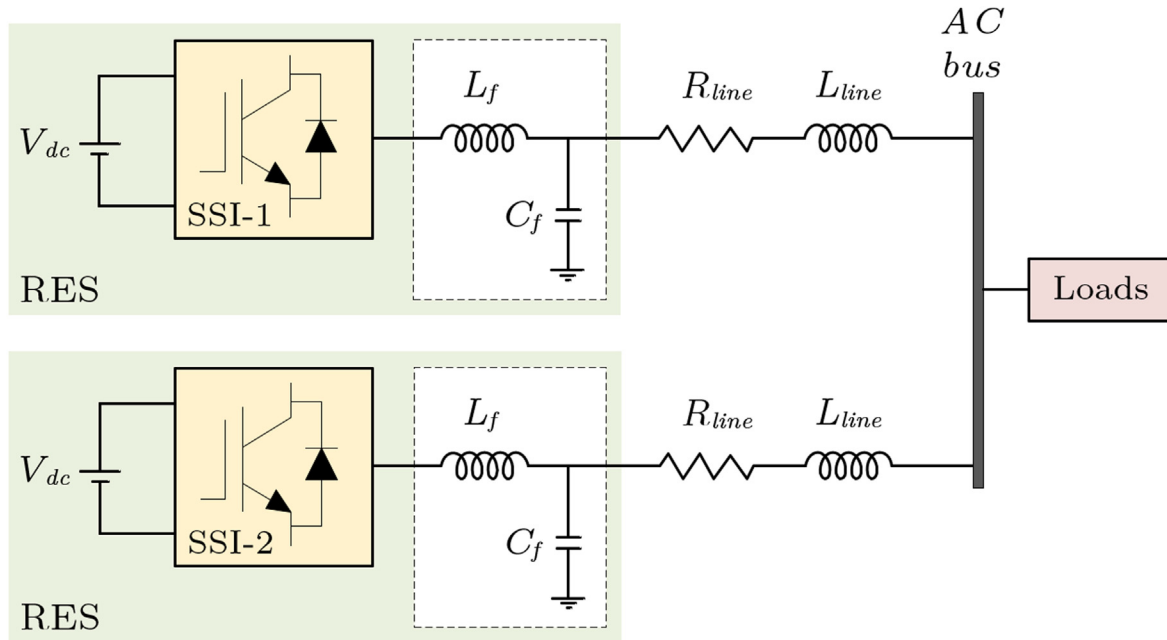 AC
bus
L_f
R_line
L_line
V_dc
SSI-1
C_f
RES
Loads
L_f
R_line
L_line
V_dc
SSI-2
C_f
RES